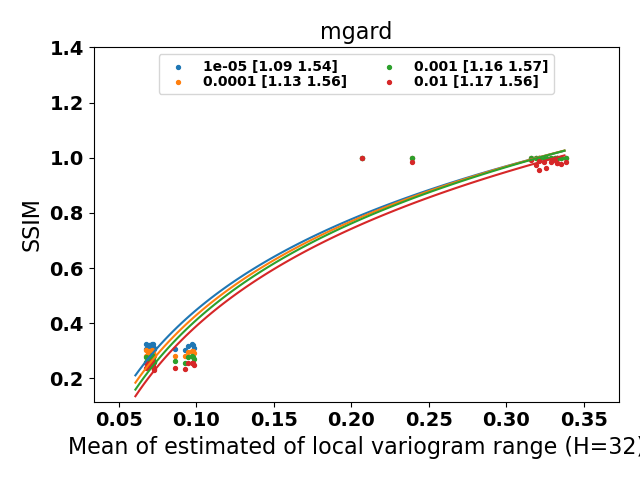 mgard
1.4
1.2
1.0
0.8
0.6
0.4
0.2
SSIM
1e-05 [1.09 1.54]
0.0001 [1.13 1.56]
0.001 [1.16 1.57]
0.01 [1.17 1.56]
0.05 0.10 0.15 0.20 0.25 0.30 0.35
Mean of estimated of local variogram range (H=32)